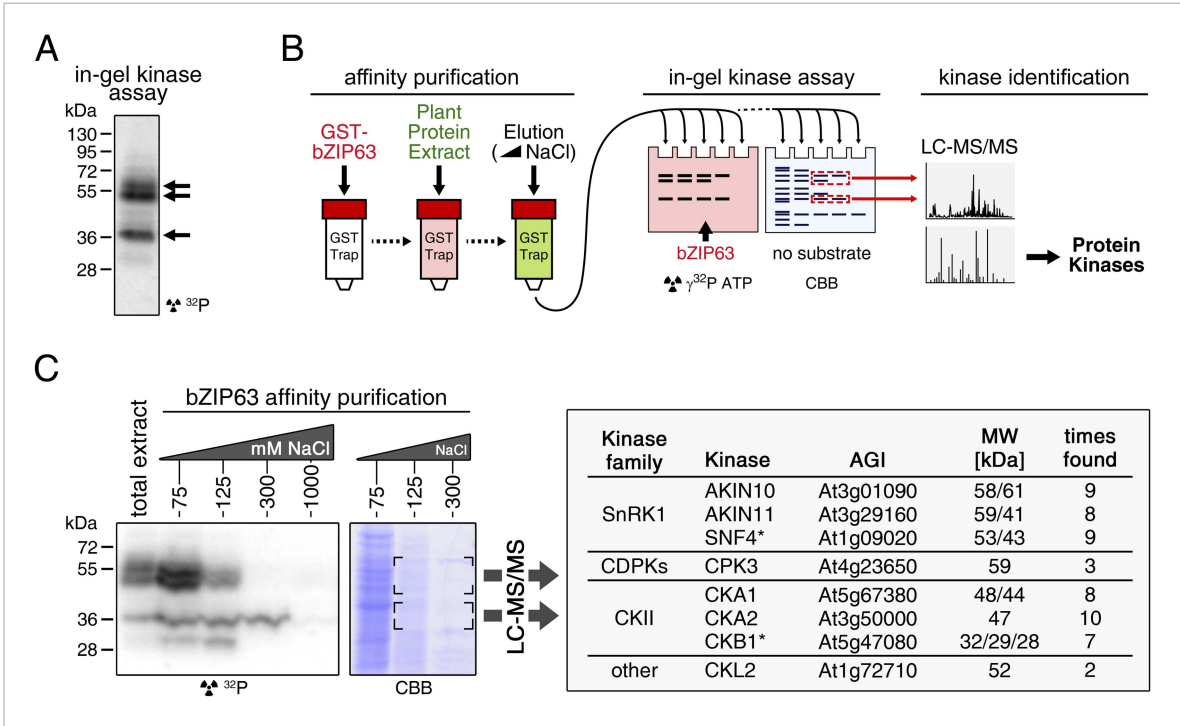 A
in-gel kinase
assay
kDa
130
95
72
55
36
28
32P
B
affinity purification
GST-
bZIP63
Plant
Protein
Extract
Elution
( NaCl)
GST
Trap
GST
Trap
GST
Trap
in-gel kinase assay
bZIP63
γ32P ATP
no substrate
CBB
kinase identification
LC-MS/MS
Protein
Kinases
C
bZIP63 affinity purification
total extract
mM NaCl
75
125
300
1000
NaCl
75
125
300
kDa
72
55
36
28
32P
CBB
LC-MS/MS
Kinase family Kinase AGI MW [kDa] times found
SnRK1
AKIN10 At3g01090 58/61 9
AKIN11 At3g29160 59/41 8
SNF4* At1g09020 53/43 9
CDPKs CPK3 At4g23650 59 3
CKII
CKA1 At5g67380 48/44 8
CKA2 At3g50000 47 10
CKB1* At5g47080 32/29/28 7
other CKL2 At1g72710 52 2